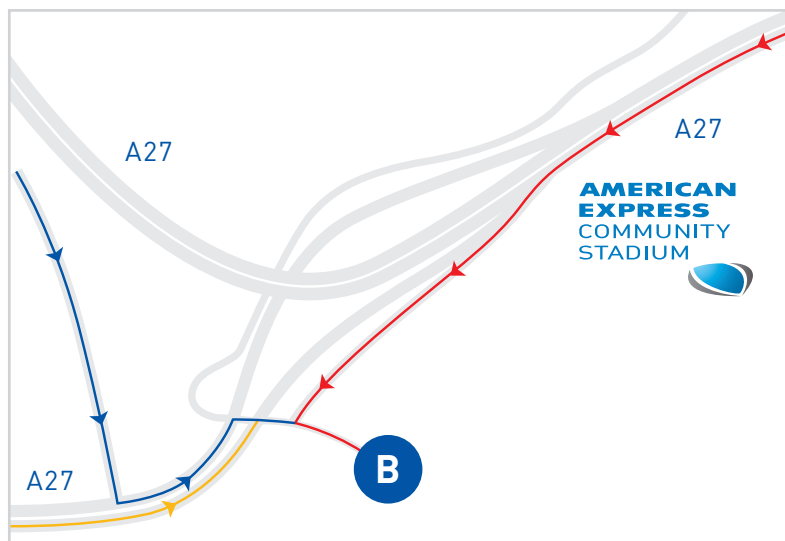 A27
A27
AMERICAN
EXPRESS
COMMUNITY
STADIUM
B
A27